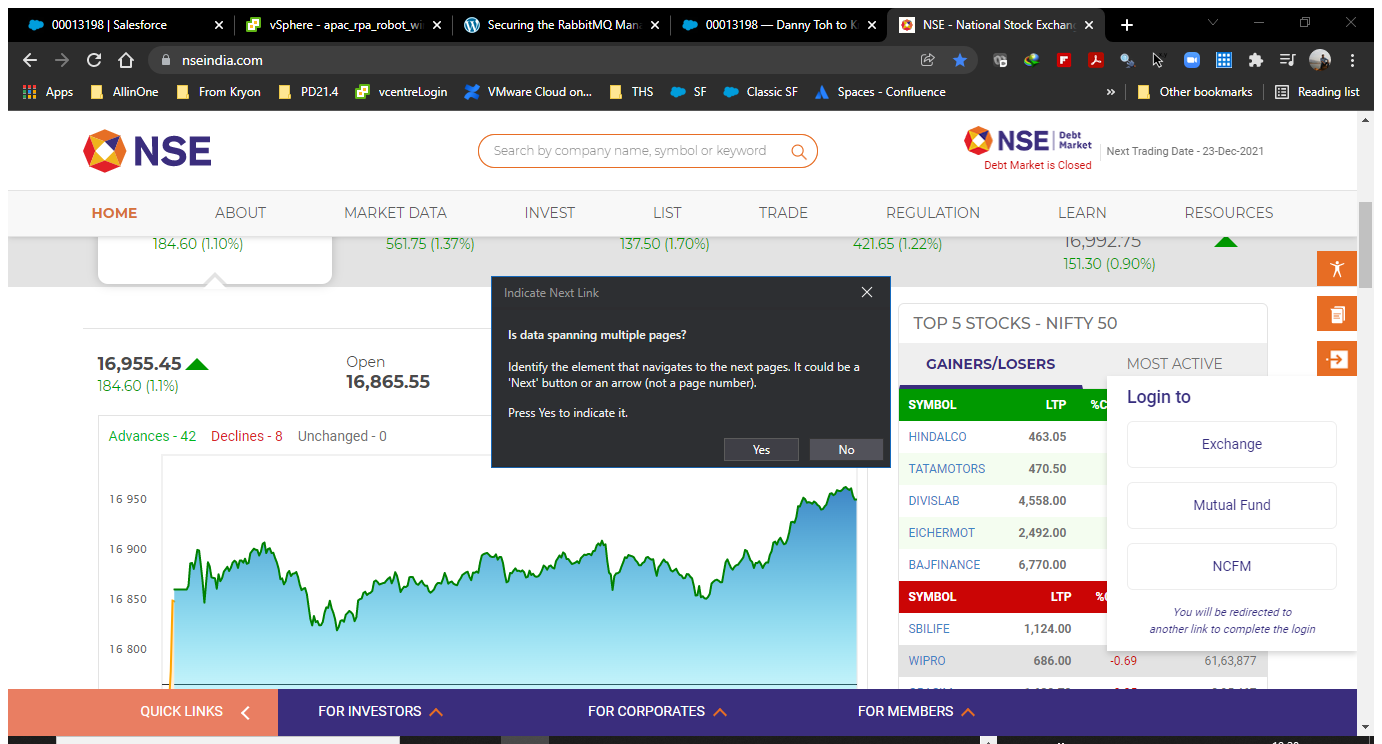 00013198 | Salesforce
vSphere - apac_rpa_robot_wi
Securing the RabbitMQ Mana
00013198 — Danny Toh to K
NSE - National Stock Exchang
nseindia.com
Apps
AllinOne
From Kryon
PD21.4
vcentreLogin
VMware Cloud on...
THS
SF
Classic SF
Spaces - Confluence
»
Other bookmarks
Reading list
NSE
Search by company name, symbol or keyword
NSE
Debt
Market
Debt Market is Closed
Next Trading Date - 23-Dec-2021
HOME
ABOUT
MARKET DATA
INVEST
LIST
TRADE
REGULATION
LEARN
RESOURCES
184.60 (1.10%)
561.75 (1.37%)
137.50 (1.70%)
421.65 (1.22%)
16,992.75
151.30 (0.90%)
Indicate Next Link
Is data spanning multiple pages?
Identify the element that navigates to the next pages. It could be a
'Next' button or an arrow (not a page number).
Press Yes to indicate it.
Yes
No
16,955.45
184.60 (1.1%)
Open
16,865.55
Advances - 42
Declines - 8
Unchanged - 0
16 950
16 900
16 850
16 800
TOP 5 STOCKS - NIFTY 50
GAINERS/LOSERS
MOST ACTIVE
SYMBOL LTP %C
HINDALCO 463.05
TATAMOTORS 470.50
DIVISLAB 4,558.00
EICHERMOT 2,492.00
BAJFINANCE 6,770.00
SYMBOL LTP %
SBILIFE 1,124.00
WIPRO 686.00 -0.69 61,63,877
Login to
Exchange
Mutual Fund
NCFM
You will be redirected to
another link to complete the login
QUICK LINKS
FOR INVESTORS
FOR CORPORATES
FOR MEMBERS